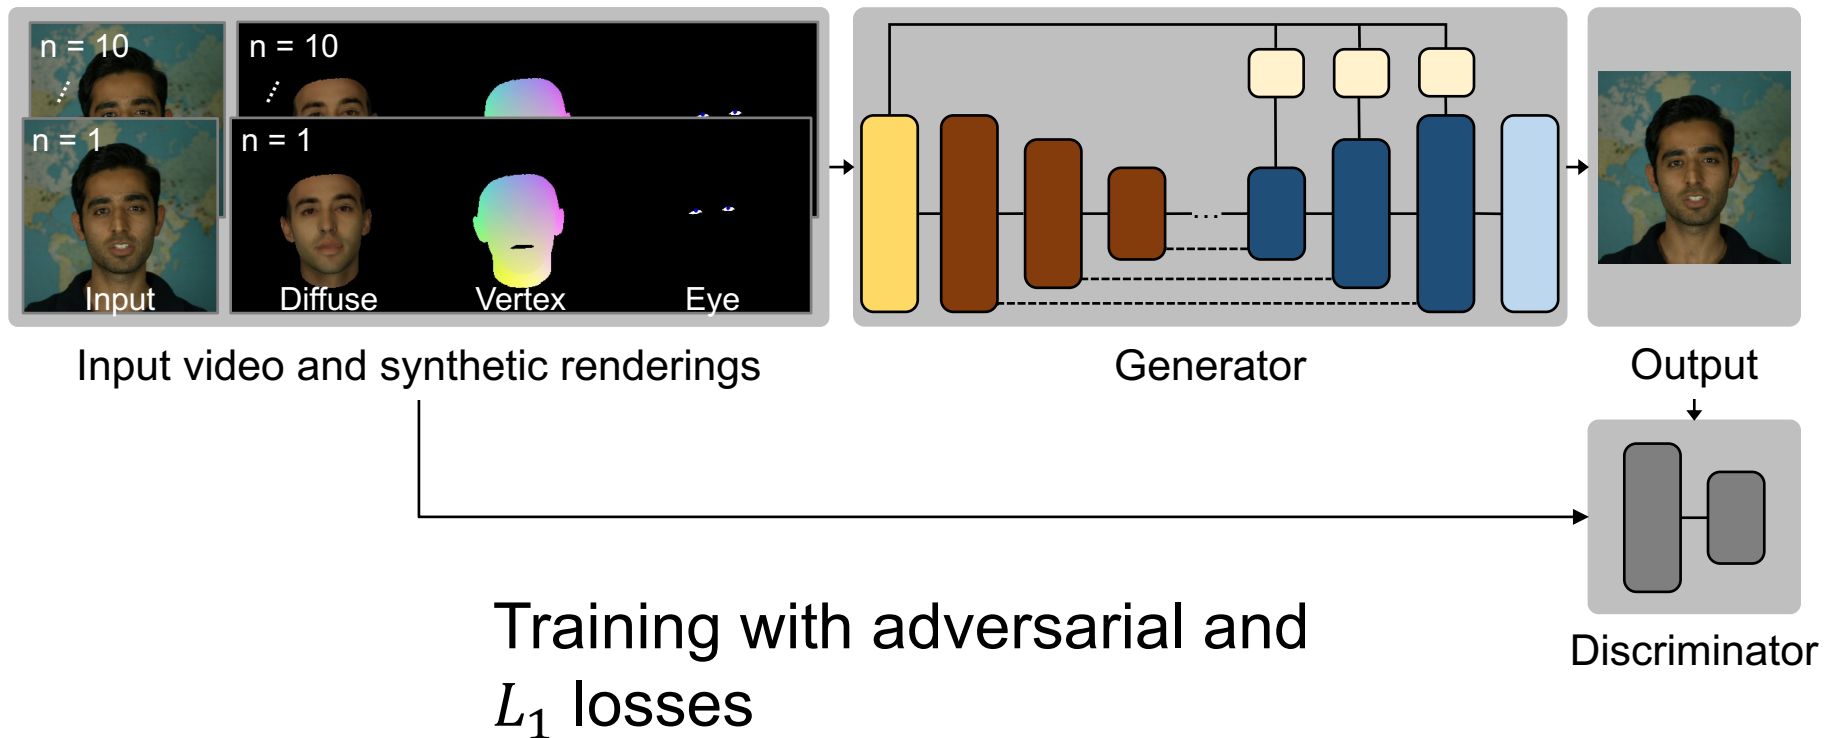 n = 10
n = 10
n = 1
n = 1
...
Input
Diffuse
Vertex
Eye
Input video and synthetic renderings
Generator
Output
Discriminator
Training with adversarial and
L₁ losses